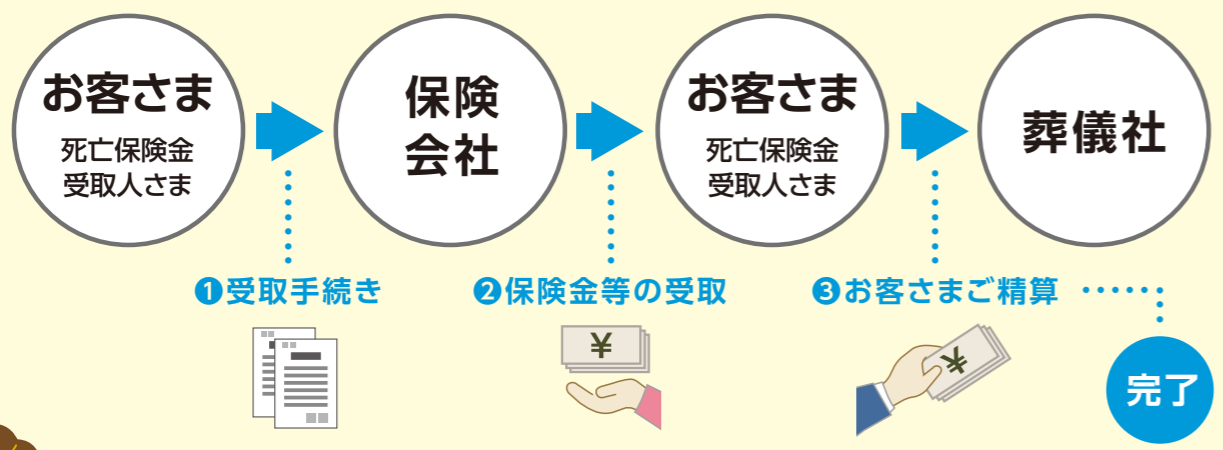 お客さま
死亡保険金
受取人さま
保険
会社
お客さま
死亡保険金
受取人さま
葬儀社
❶受取手続き
❷保険金等の受取
❸お客さまご精算
¥
¥
完了